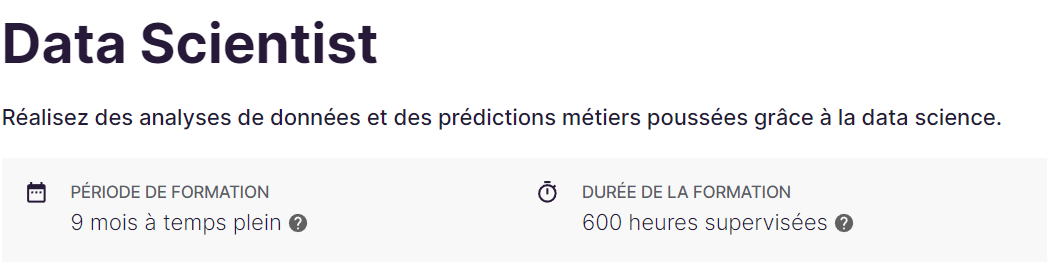 Data Scientist
Réalisez des analyses de données et des prédictions métiers poussées grâce à la data science.
PÉRIODE DE FORMATION
9 mois à temps plein ?
DURÉE DE LA FORMATION
600 heures supervisées ?